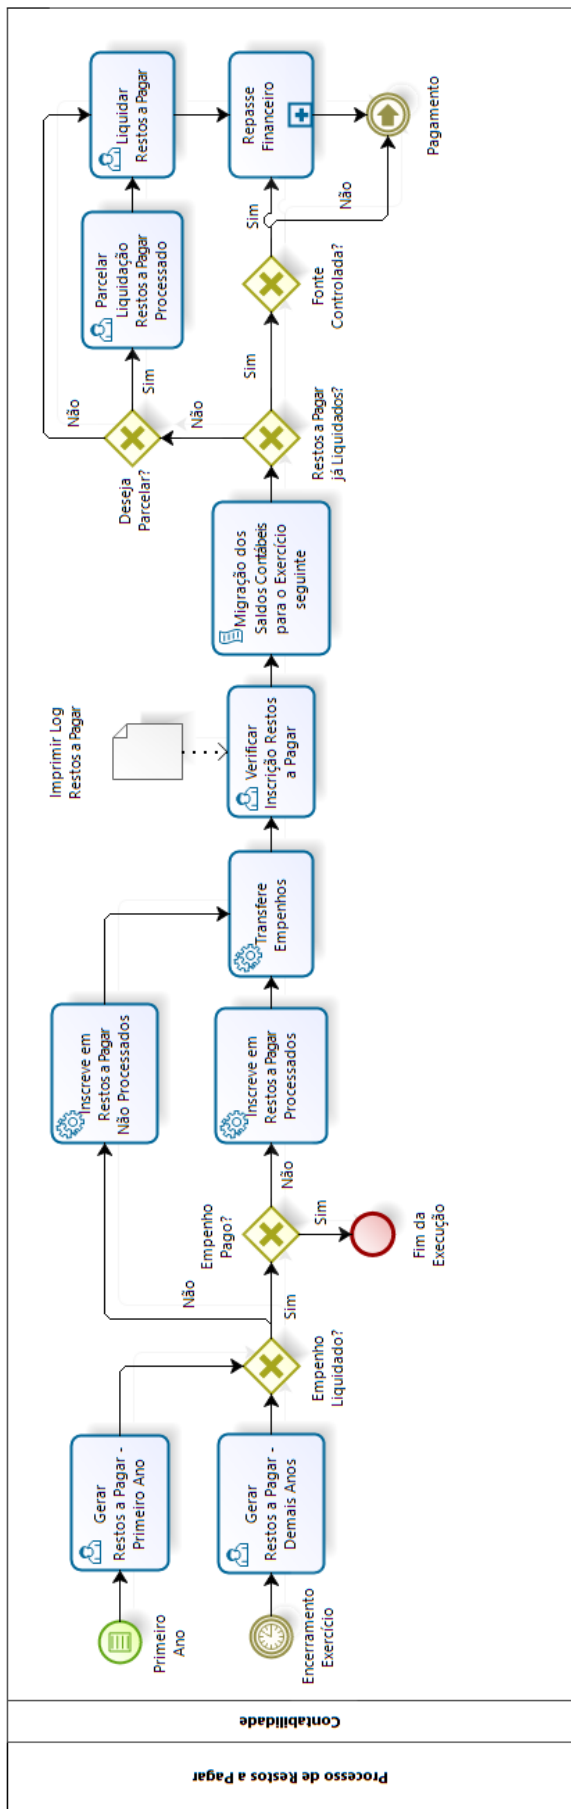 Processo de Restos a Pagar
Contabilidade
Primeiro
Ano
Gerar
Restos a Pagar -
Primeiro Ano
Encerramento
Exercício
Gerar
Restos a Pagar -
Demais Anos
Empenho
Liquidado?
Não
Sim
Empenho
Pago?
Sim
Fim da
Execução
Não
Inscreve em
Restos a Pagar
Não Processados
Inscreve em
Restos a Pagar
Processados
Transfere
Empenhos
Imprimir Log
Restos a Pagar
Verificar
Inscrição Restos
a Pagar
Migração dos
Saldos Contábeis
para o Exercício
seguinte
Restos a Pagar
já Liquidados?
Não
Sim
Deseja
Parcelar?
Não
Sim
Parcelar
Liquidação
Restos a Pagar
Processado
Liquidar
Restos a Pagar
Fonte
Controlada?
Sim
Não
Repasse
Financeiro
Pagamento